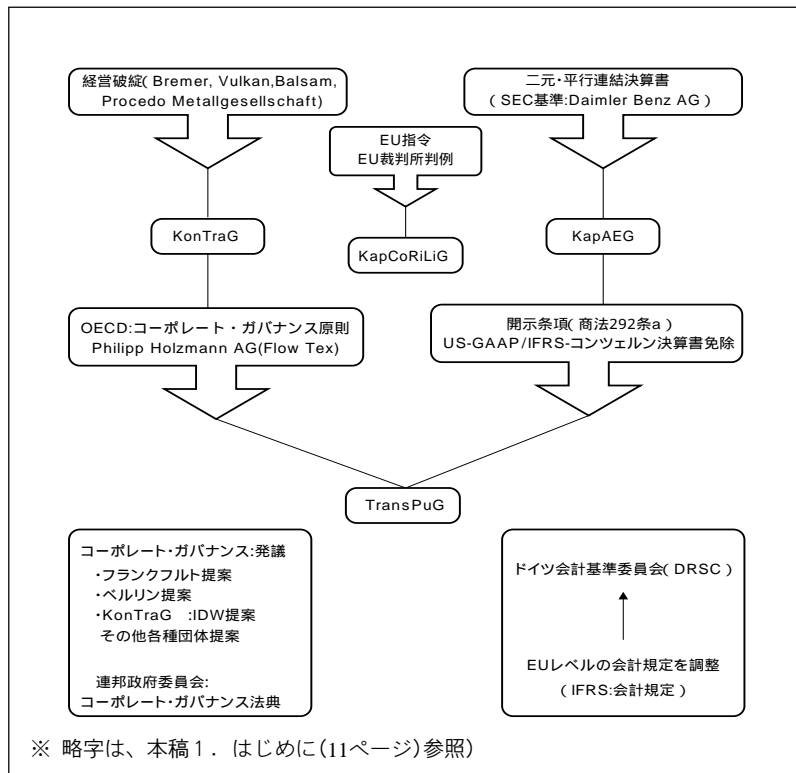 経営破綻( Bremer, Vulkan,Balsam,
Procedo Metallgesellschaft)
二元・平行連結決算書
( SEC基準:Daimler Benz AG )
EU指令
EU裁判所判例
KonTraG
KapCoRiLiG
KapAEG
OECD:コーポレート・ガバナンス原則
Philipp Holzmann AG(Flow Tex)
開示条項( 商法292条a )
US-GAAP/IFRS-コンツェルン決算書免除
TransPuG
コーポレート・ガバナンス:発議
・フランクフルト提案
・ベルリン提案
・KonTraG :IDW提案
その他各種団体提案
連邦政府委員会:
コーポレート・ガバナンス法典
ドイツ会計基準委員会( DRSC )
EUレベルの会計規定を調整
( IFRS:会計規定 )
※ 略字は、本稿1．はじめに(11ページ)参照)